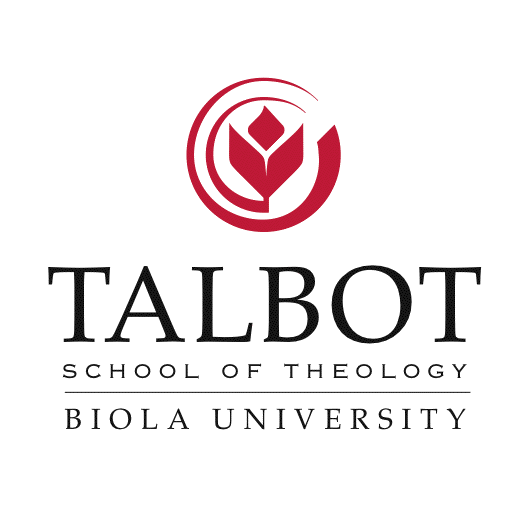 TALBOT
SCHOOL OF THEOLOGY
BIOLA UNIVERSITY